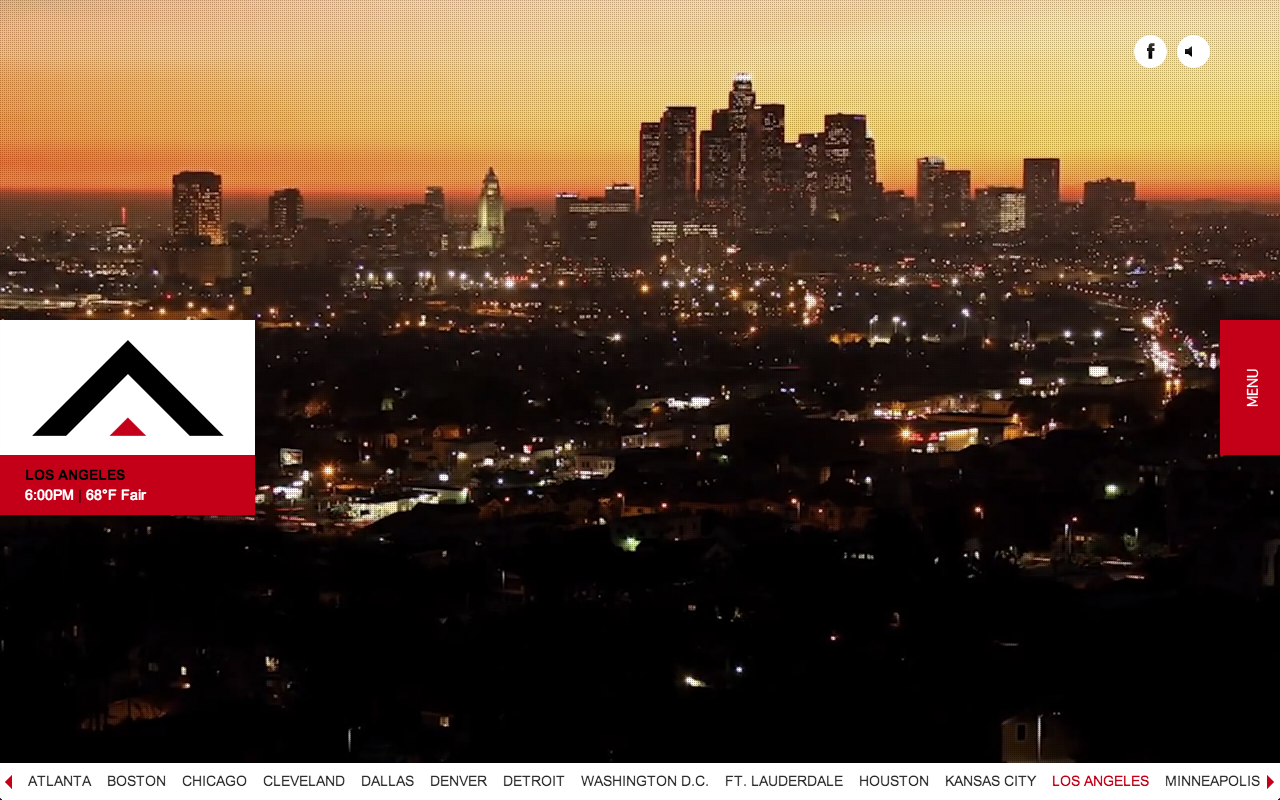 f
MENU
LOS ANGELES
6:00PM | 68°F Fair
ATLANTA BOSTON CHICAGO CLEVELAND DALLAS DENVER DETROIT WASHINGTON D.C. FT. LAUDERDALE HOUSTON KANSAS CITY LOS ANGELES MINNEAPOLIS